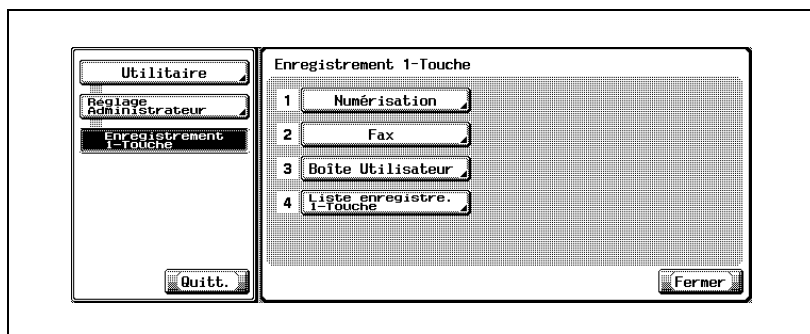 Utilitaire
Réglage
Administrateur
Enregistrement
1-Touche
Quitt.
Enregistrement 1-Touche
1 Numérisation
2 Fax
3 Boîte Utilisateur
4 Liste enregistre.
1-Touche
Fermer